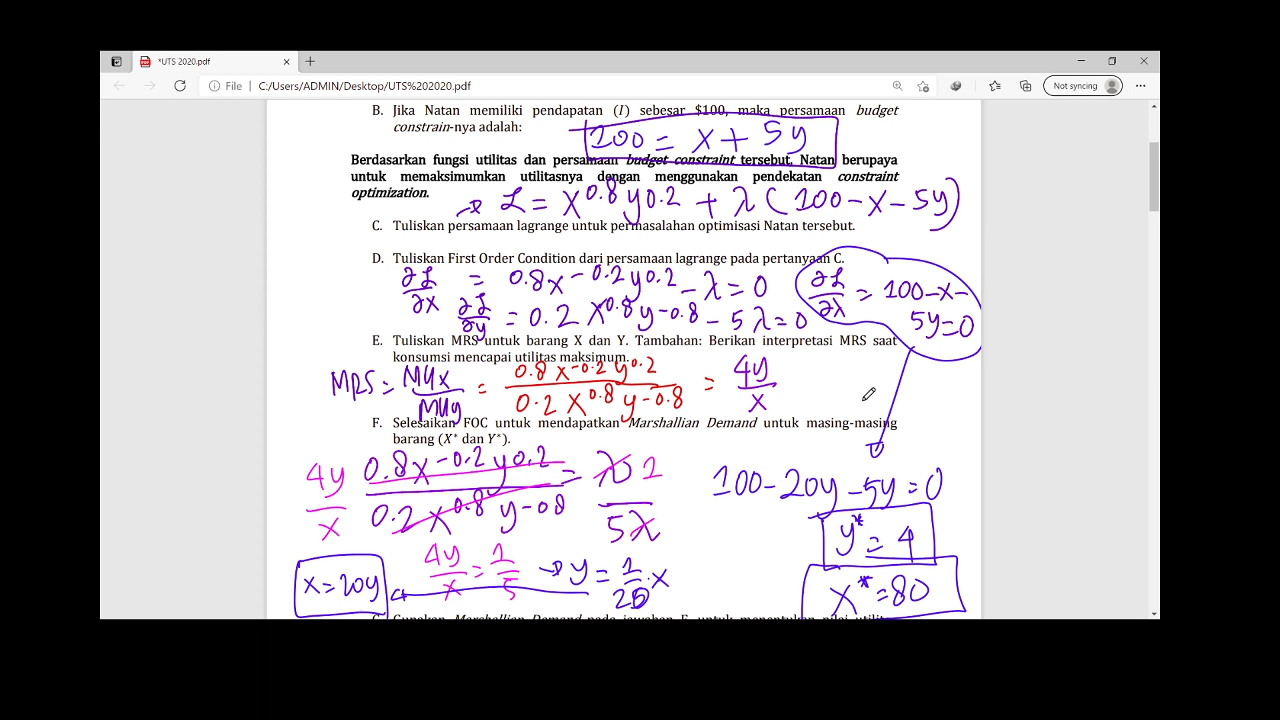 *UTS 2020.pdf
File C:/Users/ADMIN/Desktop/UTS%202020.pdf
Not syncing
B. Jika Natan memiliki pendapatan (I) sebesar $100, maka persamaan budget
constrain-nya adalah:
100 = x + 5y
Berdasarkan fungsi utilitas dan persamaan budget constraint tersebut, Natan berupaya
untuk memaksimumkan utilitasnya dengan menggunakan pendekatan constraint
optimization.
→ ℒ = x^0.8 y^0.2 + λ (100 - x - 5y)
C. Tuliskan persamaan lagrange untuk permasalahan optimisasi Natan tersebut.
D. Tuliskan First Order Condition dari persamaan lagrange pada pertanyaan C.
∂ℒ/∂x = 0.8x^-0.2 y^0.2 - λ = 0
∂ℒ/∂y = 0.2 x^0.8 y^-0.8 - 5λ = 0
∂ℒ/∂λ = 100 - x -
5y = 0
E. Tuliskan MRS untuk barang X dan Y. Tambahan: Berikan interpretasi MRS saat
konsumsi mencapai utilitas maksimum.
MRS = MUx/MUy = 0.8 x^-0.2 y^0.2 / 0.2 x^0.8 y^-0.8 = 4y/x
F. Selesaikan FOC untuk mendapatkan Marshallian Demand untuk masing-masing
barang (X* dan Y*).
4y/x 0.8x^-0.2 y^0.2 / 0.2 x^0.8 y^-0.8 = λ 1 / 5λ
100 - 20y - 5y = 0
y* = 4
4y/x = 1/5 → y = 1/20 . x
x = 20y
x* = 80